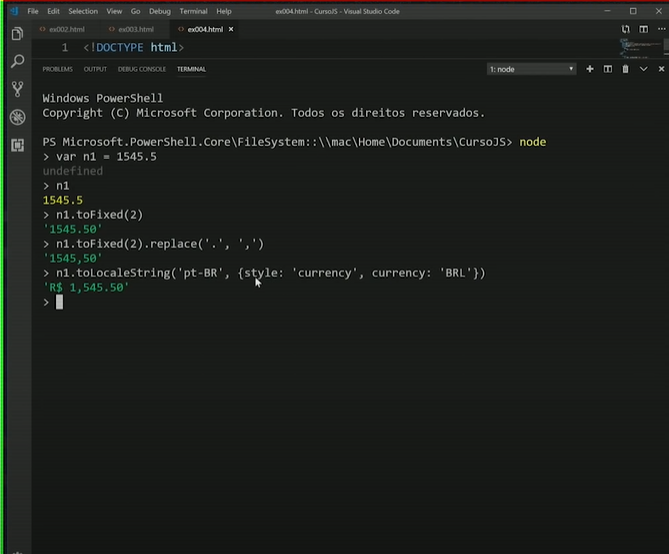 File Edit Selection View Go Debug Terminal Help ex004.html - CursoJS - Visual Studio Code
ex002.html ex003.html ex004.html
1 <!DOCTYPE html>
PROBLEMS OUTPUT DEBUG CONSOLE TERMINAL 1: node
Windows PowerShell
Copyright (C) Microsoft Corporation. Todos os direitos reservados.
PS Microsoft.PowerShell.Core\FileSystem::\\mac\Home\Documents\CursoJS> node
> var n1 = 1545.5
undefined
> n1
1545.5
> n1.toFixed(2)
'1545.50'
> n1.toFixed(2).replace('.', ',')
'1545,50'
> n1.toLocaleString('pt-BR', {style: 'currency', currency: 'BRL'})
'R$ 1,545.50'
>